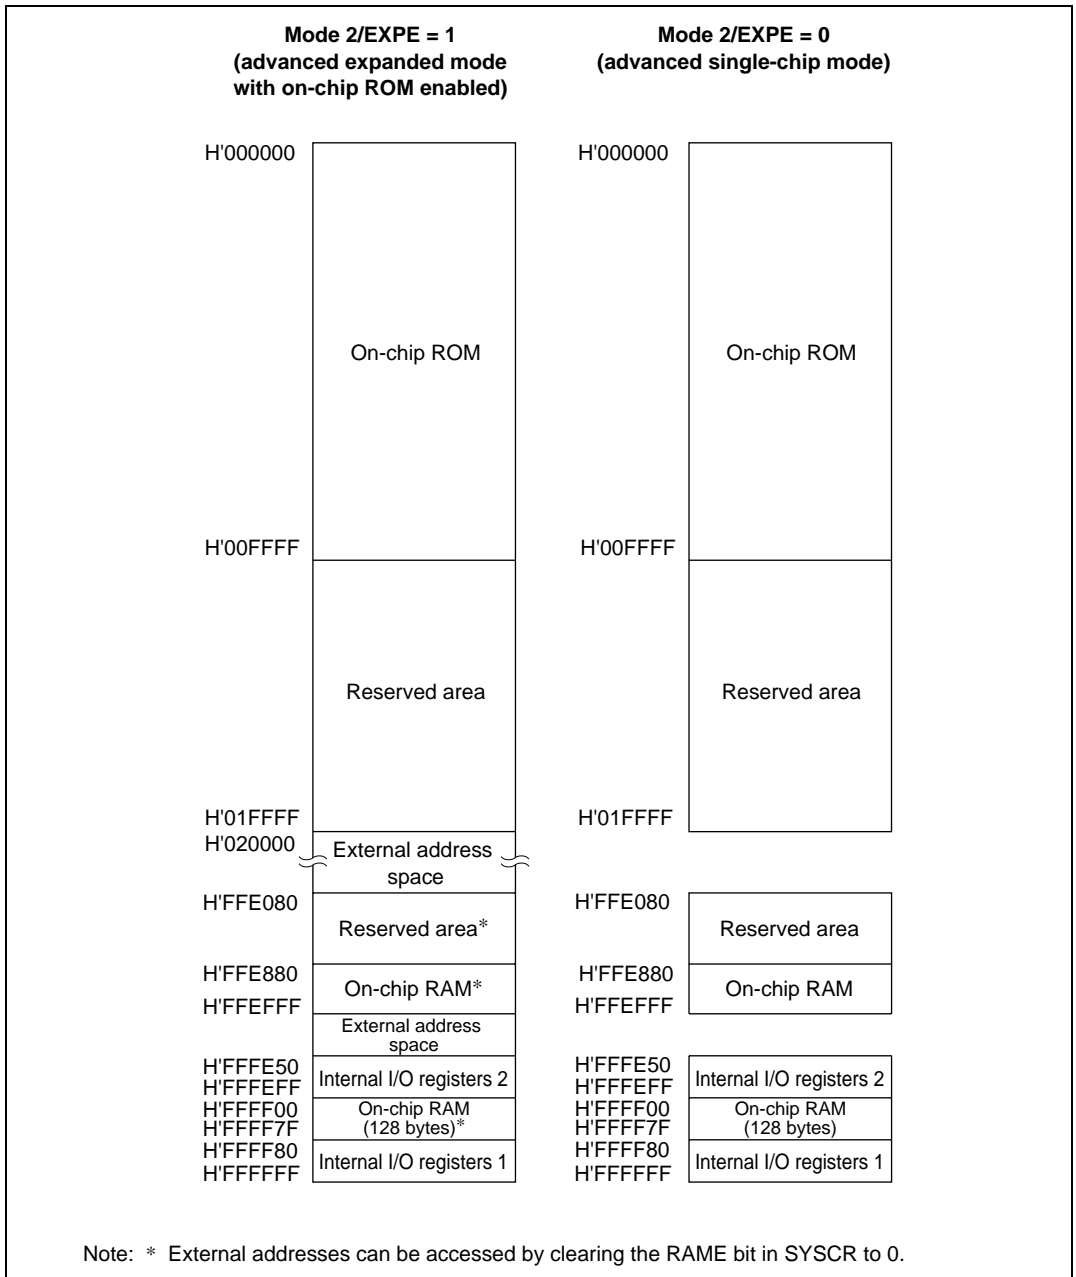 Mode 2/EXPE = 1
(advanced expanded mode
with on-chip ROM enabled)
H'000000
On-chip ROM
H'00FFFF
Reserved area
H'01FFFF
H'020000
External address
space
H'FFE080
Reserved area*
H'FFE880
On-chip RAM*
H'FFEFFF
External address
space
H'FFFE50
Internal I/O registers 2
H'FFFEFF
H'FFFF00
On-chip RAM
(128 bytes)*
H'FFFF7F
H'FFFF80
Internal I/O registers 1
H'FFFFFF
Mode 2/EXPE = 0
(advanced single-chip mode)
H'000000
On-chip ROM
H'00FFFF
Reserved area
H'01FFFF
H'FFE080
Reserved area
H'FFE880
On-chip RAM
H'FFEFFF
H'FFFE50
Internal I/O registers 2
H'FFFEFF
H'FFFF00
On-chip RAM
(128 bytes)
H'FFFF7F
H'FFFF80
Internal I/O registers 1
H'FFFFFF
Note: * External addresses can be accessed by clearing the RAME bit in SYSCR to 0.